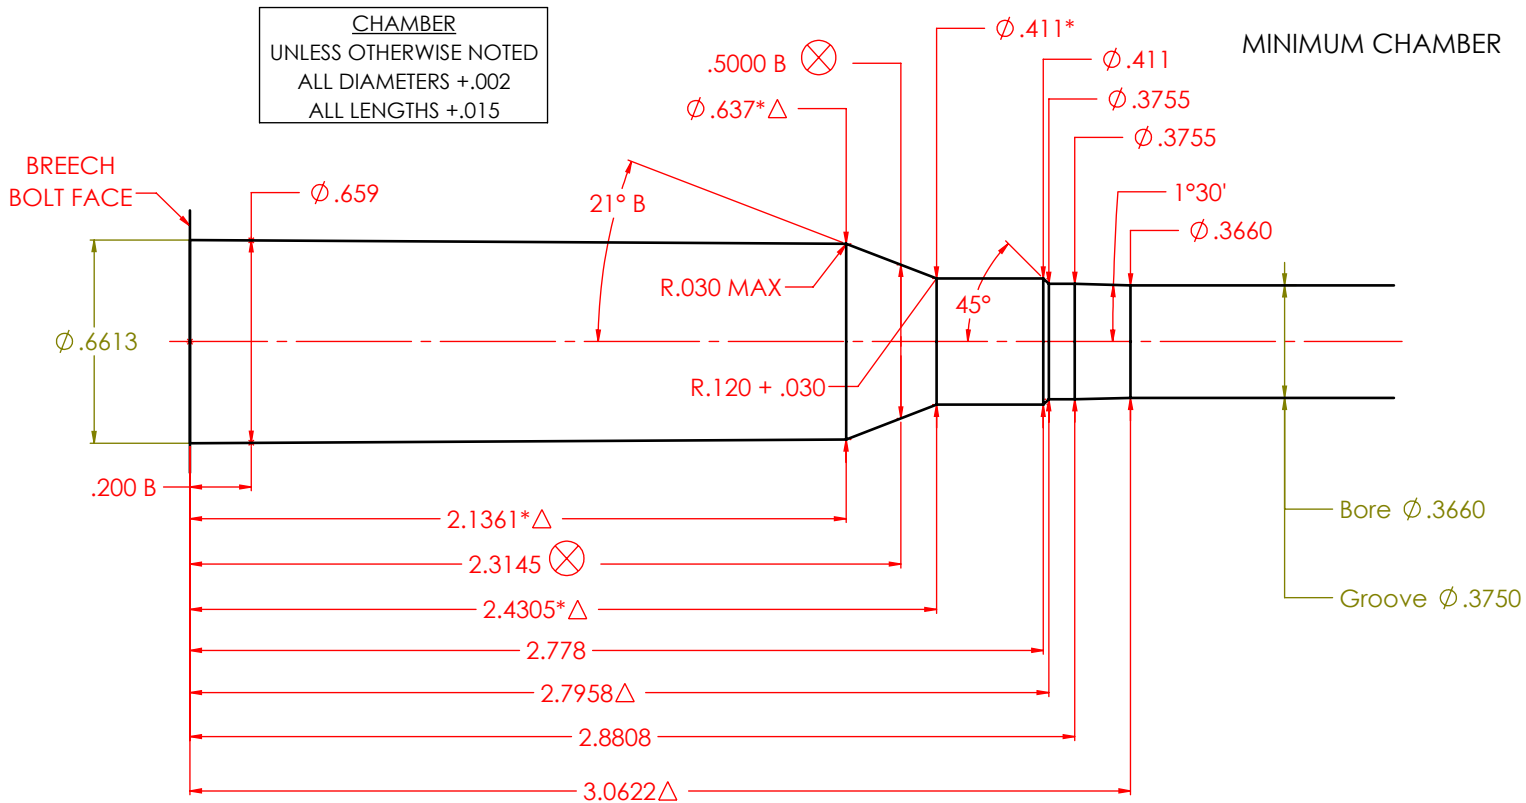 CHAMBER
UNLESS OTHERWISE NOTED
ALL DIAMETERS +.002
ALL LENGTHS +.015
MINIMUM CHAMBER
Ø.411*
.5000 B ⨂
Ø.411
Ø.637*△
Ø.3755
Ø.3755
BREECH
BOLT FACE
Ø.659
21° B
1°30'
Ø.3660
R.030 MAX
45°
Ø.6613
R.120 + .030
.200 B
2.1361*△
Bore Ø.3660
2.3145 ⨂
Groove Ø.3750
2.4305*△
2.778
2.7958△
2.8808
3.0622△